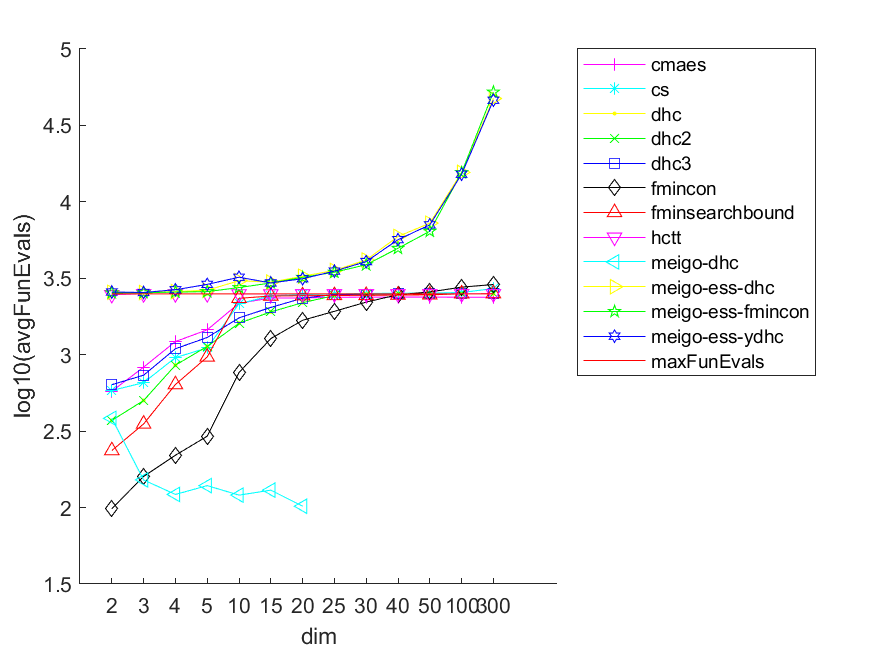 5
4.5
4
3.5
3
2.5
2
1.5
log10(avgFunEvals)
2 3 4 5 10 15 20 25 30 40 50 100 300
dim
cmaes
cs
dhc
dhc2
dhc3
fmincon
fminsearchbound
hctt
meigo-dhc
meigo-ess-dhc
meigo-ess-fmincon
meigo-ess-ydhc
maxFunEvals